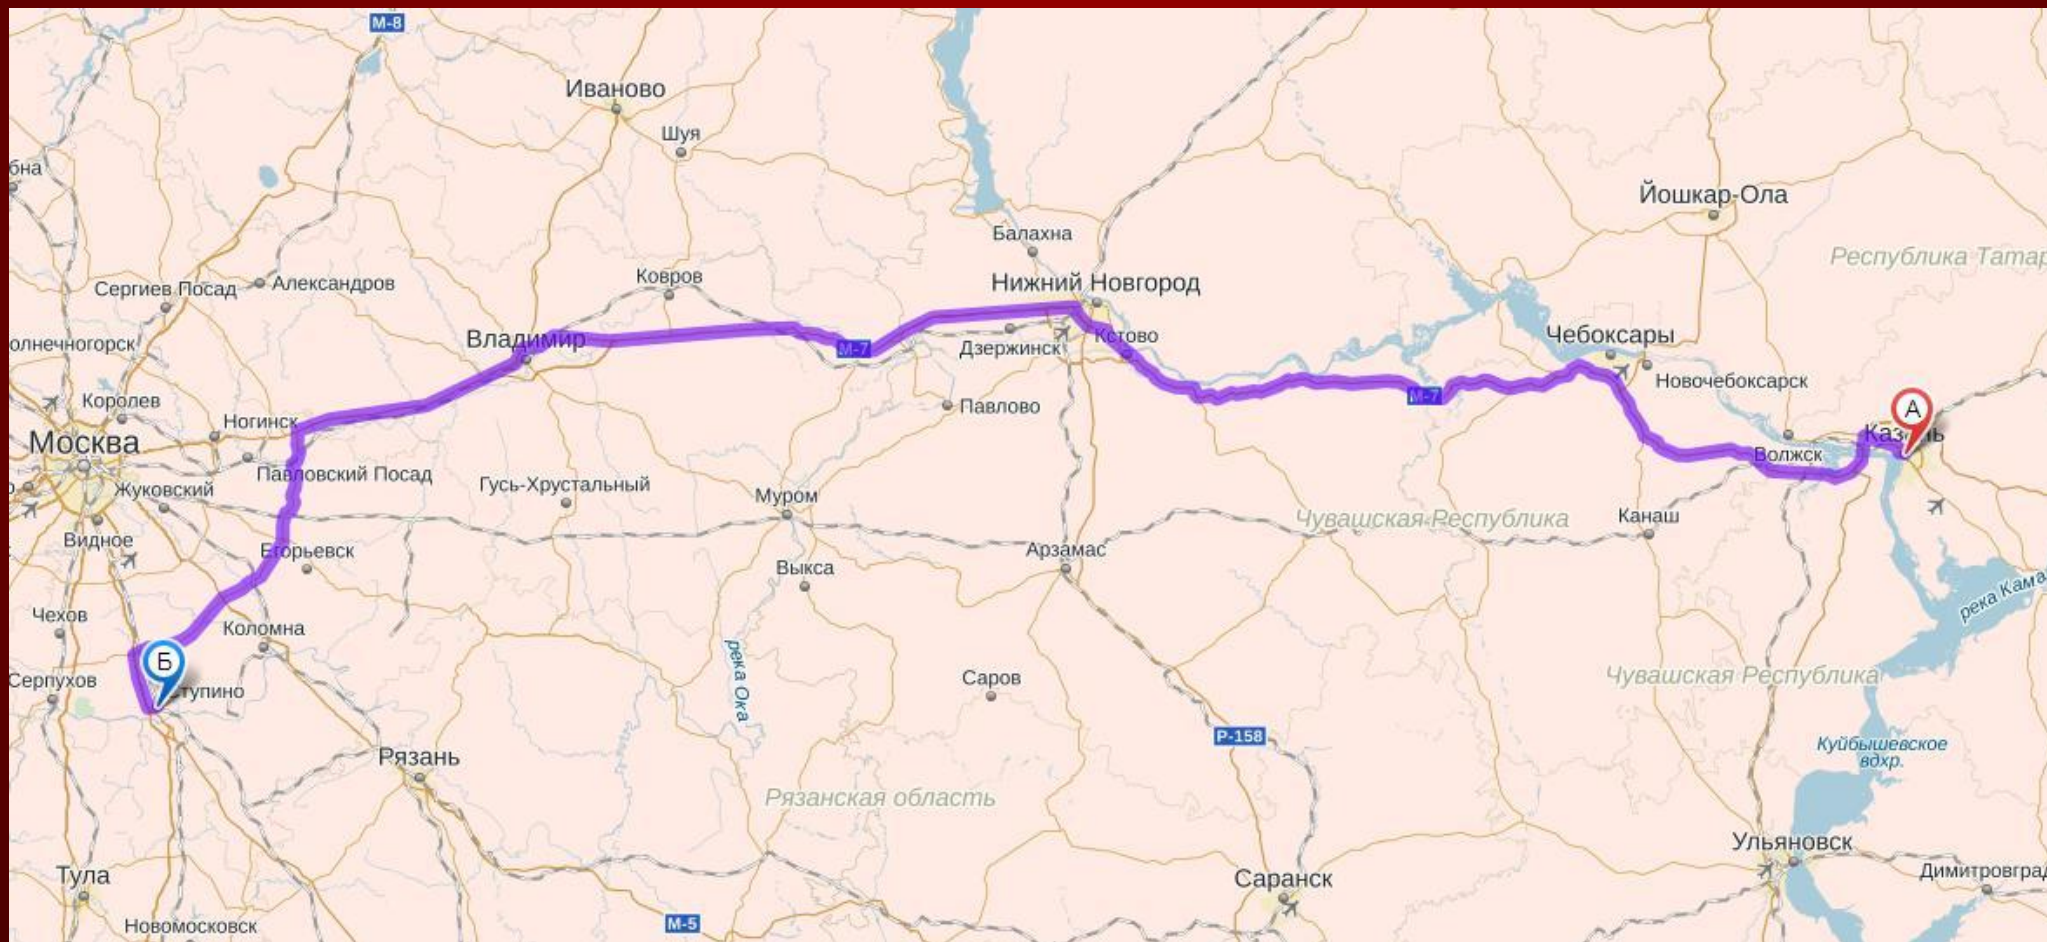 М-8
Иваново
Шуя
бна
Йошкар-Ола
Балахна
Республика Татар
Ковров
Сергиев Посад
Александров
Нижний Новгород
олнечногорск
Владимир
М-7
Дзержинск
Кстово
Чебоксары
Новочебоксарск
Королев
Ногинск
Павлово
М-7
А
Москва
Казань
Волжск
Павловский Посад
Жуковский
Гусь-Хрустальный
Муром
Чувашская Республика
Канаш
Видное
Егорьевск
Арзамас
Выкса
река Кама
Чехов
Коломна
Б
Серпухов
Ступино
река Ока
Саров
Чувашская Республика
Р-158
Куйбышевское
вдхр.
Рязань
Рязанская область
Ульяновск
Тула
Саранск
Димитровград
Новомосковск
М-5